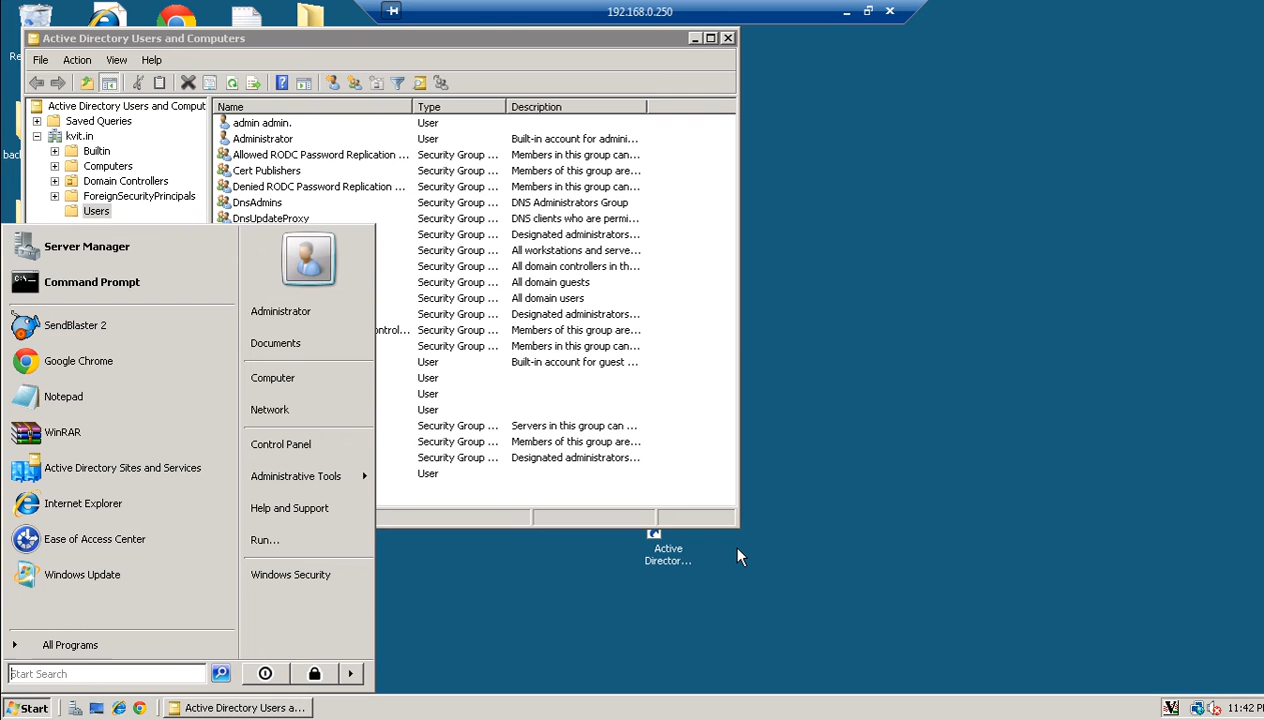 192.168.0.250
Active Directory Users and Computers
File Action View Help
Active Directory Users and Comput
Saved Queries
kvit.in
Builtin
Computers
Domain Controllers
ForeignSecurityPrincipals
Users
Name Type Description
admin admin. User
Administrator User Built-in account for admini...
Allowed RODC Password Replication ... Security Group ... Members in this group can...
Cert Publishers Security Group ... Members of this group are...
Denied RODC Password Replication ... Security Group ... Members in this group can...
DnsAdmins Security Group ... DNS Administrators Group
DnsUpdateProxy Security Group ... DNS clients who are permi...
Security Group ... Designated administrators...
Security Group ... All workstations and serve...
Security Group ... All domain controllers in th...
Security Group ... All domain guests
Security Group ... All domain users
Security Group ... Designated administrators...
ontrol... Security Group ... Members of this group are...
Security Group ... Members in this group can...
User Built-in account for guest ...
User
User
User
Security Group ... Servers in this group can ...
Security Group ... Members of this group are...
Security Group ... Designated administrators...
User
Server Manager
Command Prompt
SendBlaster 2
Google Chrome
Notepad
WinRAR
Active Directory Sites and Services
Internet Explorer
Ease of Access Center
Windows Update
All Programs
Start Search
Administrator
Documents
Computer
Network
Control Panel
Administrative Tools
Help and Support
Run...
Windows Security
Active
Director...
Re
bac
Start
Active Directory Users a...
11:42